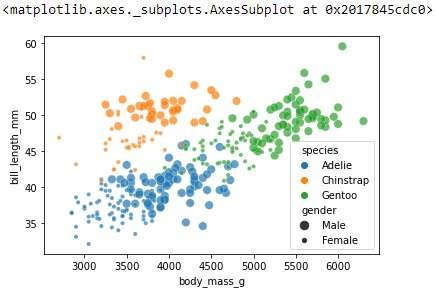 <matplotlib.axes._subplots.AxesSubplot at 0x2017845cdc0>
60
55
50
45
40
35
bill_length_mm
3000 3500 4000 4500 5000 5500 6000
body_mass_g
species
Adelie
Chinstrap
Gentoo
gender
Male
Female